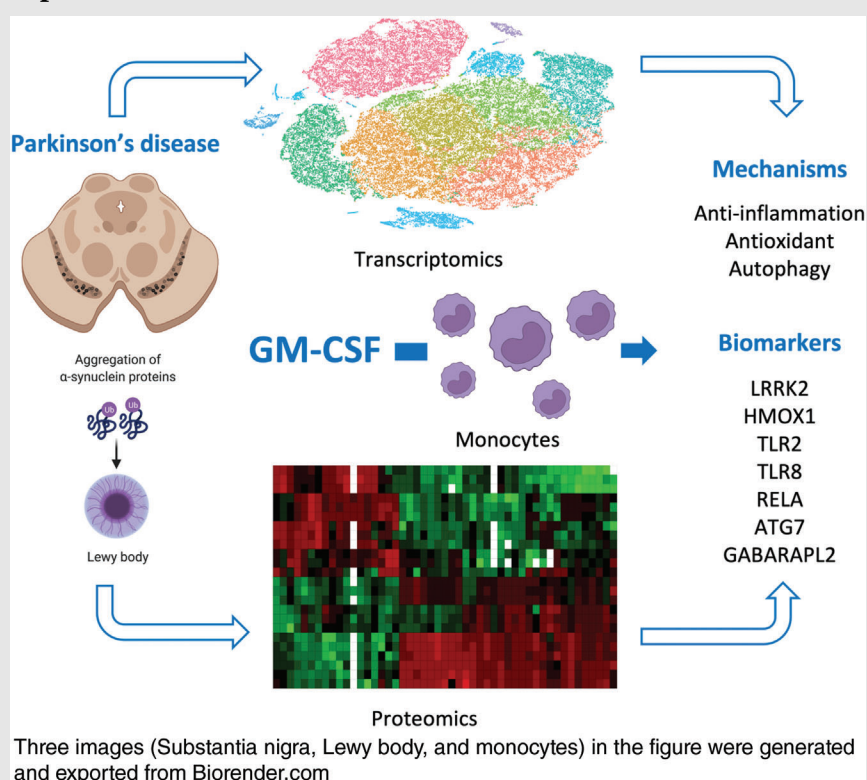 Parkinson's disease
Aggregation of
α-synuclein proteins
Ub Ub
Lewy body
Transcriptomics
GM-CSF
Monocytes
Proteomics
Mechanisms
Anti-inflammation
Antioxidant
Autophagy
Biomarkers
LRRK2
HMOX1
TLR2
TLR8
RELA
ATG7
GABARAPL2
Three images (Substantia nigra, Lewy body, and monocytes) in the figure were generated
and exported from Biorender.com